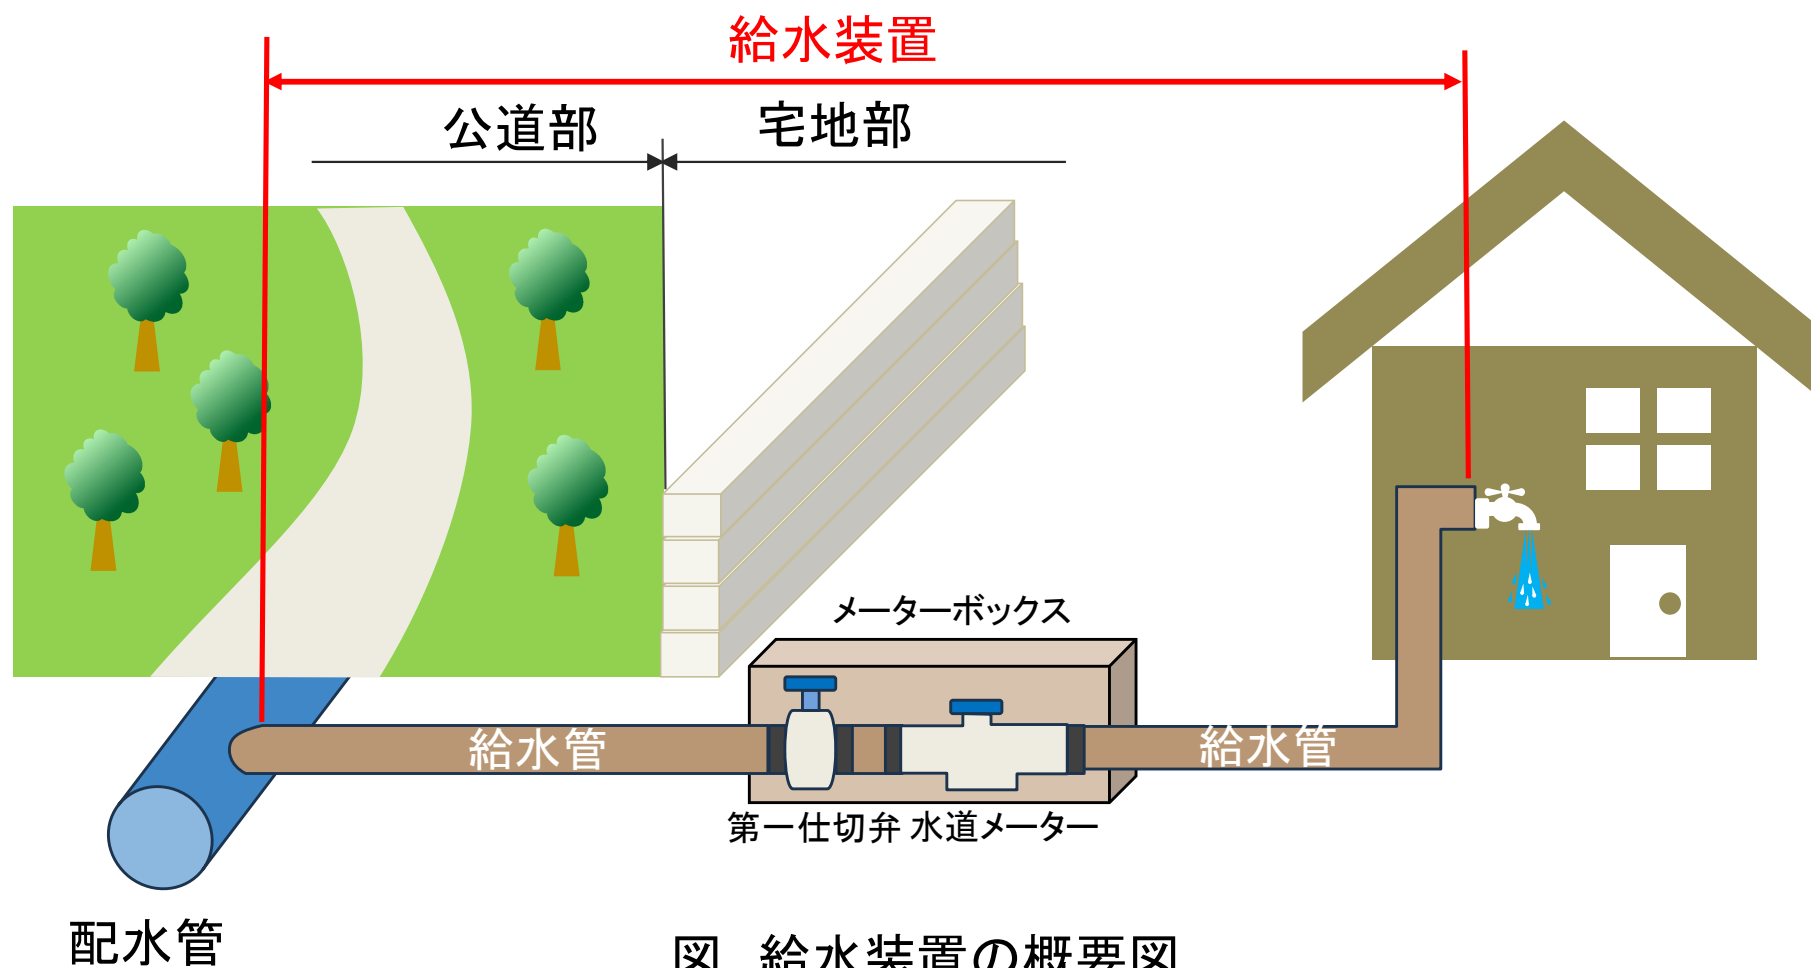 給水装置
公道部
宅地部
メーターボックス
給水管
給水管
第一仕切弁 水道メーター
配水管
図 給水装置の概要図